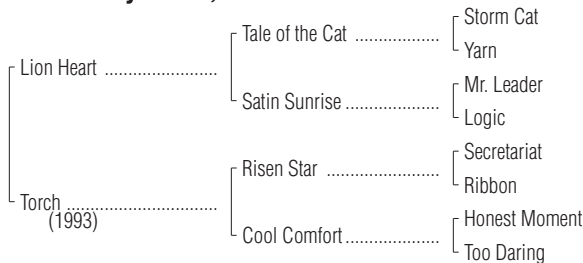 Storm Cat
Tale of the Cat ..................
Yarn
Lion Heart ........................
Mr. Leader
Satin Sunrise ....................
Logic
Secretariat
Risen Star ........................
Ribbon
Torch ................................
(1993)
Honest Moment
Cool Comfort....................
Too Daring